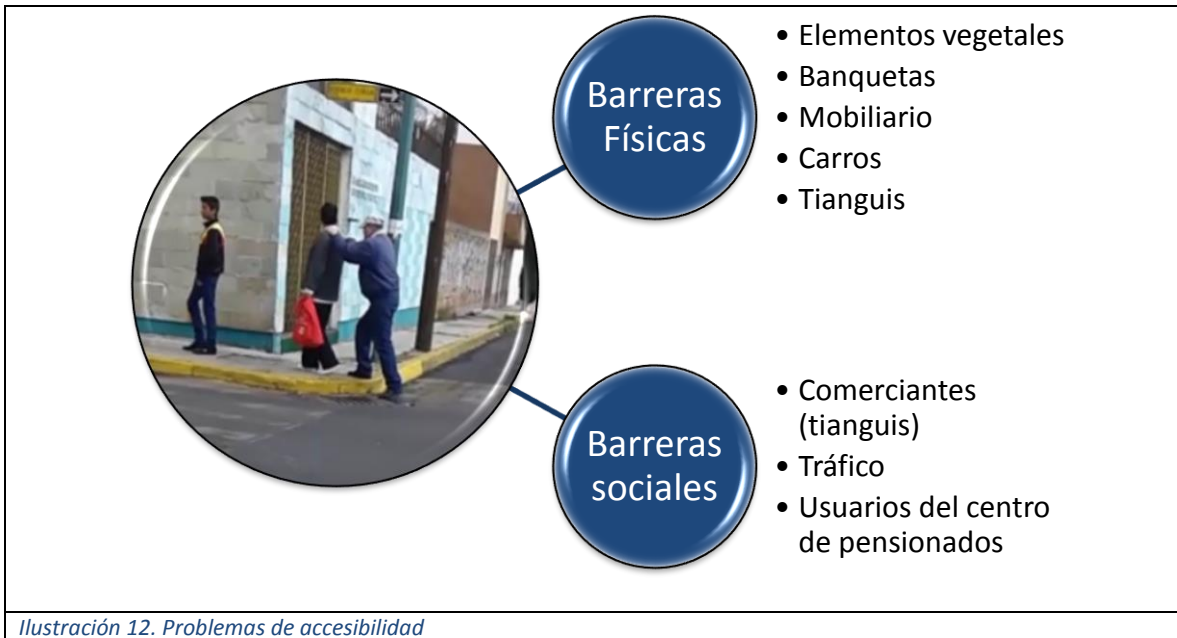 Barreras
Físicas
• Elementos vegetales
• Banquetas
• Mobiliario
• Carros
• Tianguis
Barreras
sociales
• Comerciantes
(tianguis)
• Tráfico
• Usuarios del centro
de pensionados
Ilustración 12. Problemas de accesibilidad